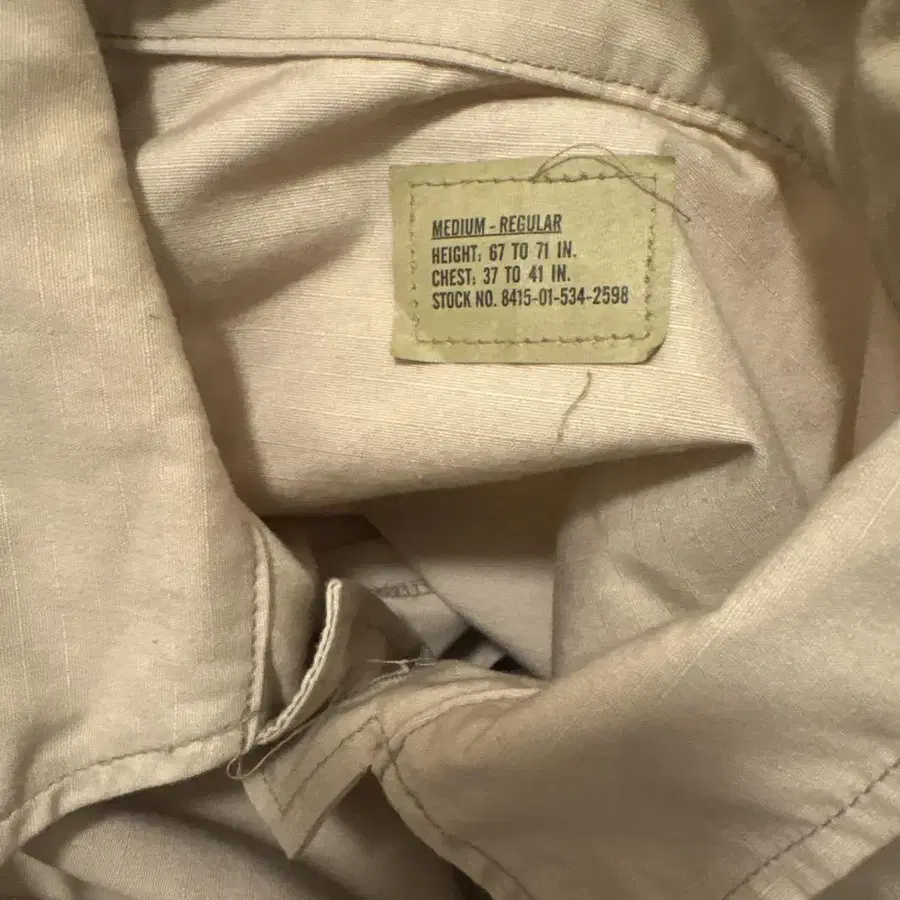 MEDIUM - REGULAR
HEIGHT: 67 TO 71 IN.
CHEST: 37 TO 41 IN.
STOCK NO. 8415-01-534-2598